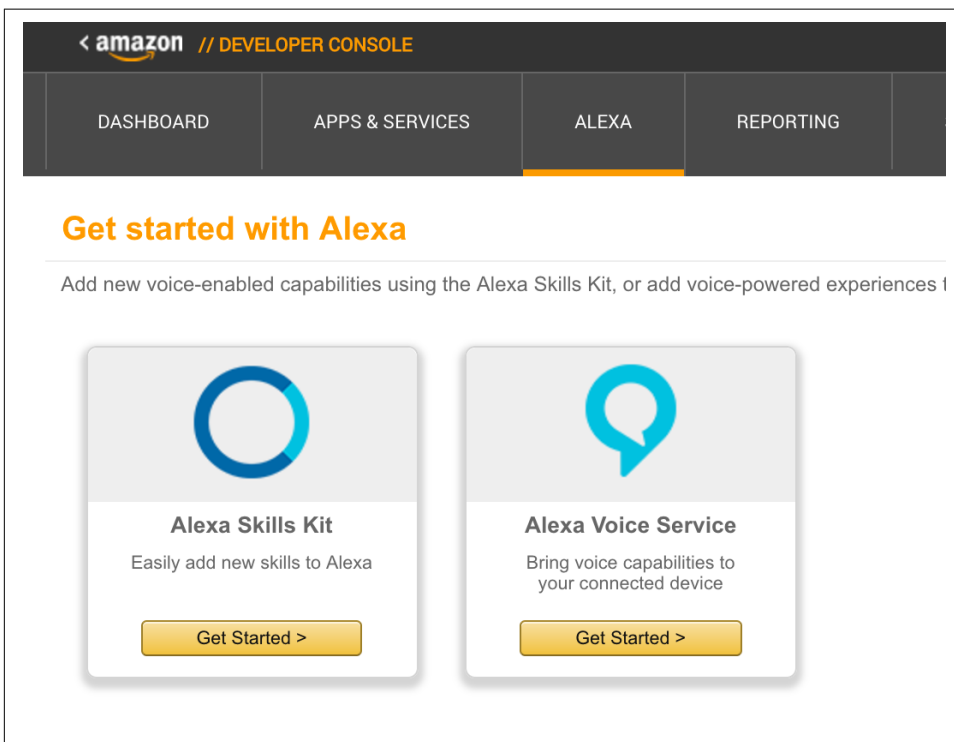 < amazon // DEVELOPER CONSOLE
DASHBOARD APPS & SERVICES ALEXA REPORTING
Get started with Alexa
Add new voice-enabled capabilities using the Alexa Skills Kit, or add voice-powered experiences
Alexa Skills Kit
Easily add new skills to Alexa
Get Started >
Alexa Voice Service
Bring voice capabilities to
your connected device
Get Started >